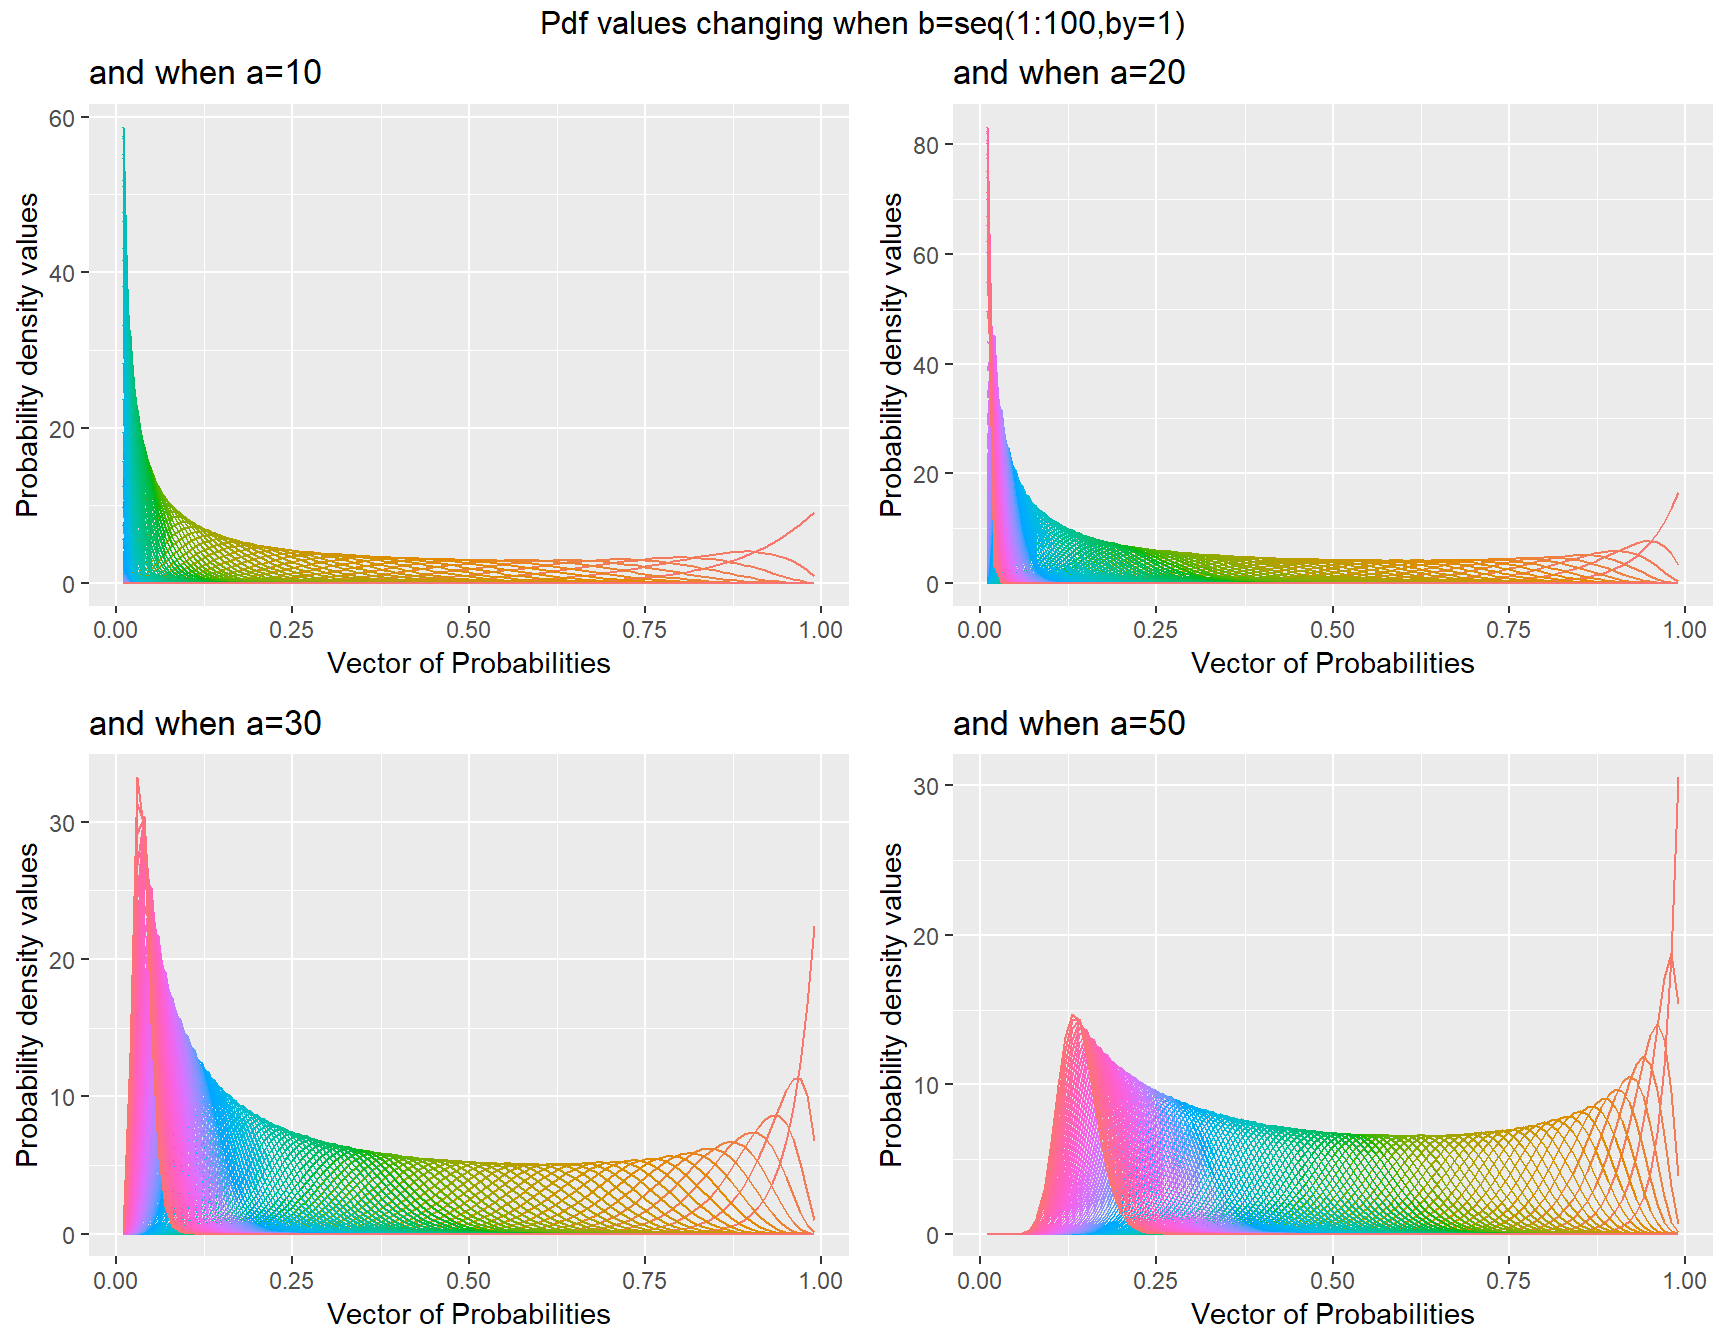 Pdf values changing when b=seq(1:100,by=1)
and when a=10
60
40
20
0
Probability density values
0.00 0.25 0.50 0.75 1.00
Vector of Probabilities
and when a=20
80
60
40
20
0
Probability density values
0.00 0.25 0.50 0.75 1.00
Vector of Probabilities
and when a=30
30
20
10
0
Probability density values
0.00 0.25 0.50 0.75 1.00
Vector of Probabilities
and when a=50
30
20
10
0
Probability density values
0.00 0.25 0.50 0.75 1.00
Vector of Probabilities